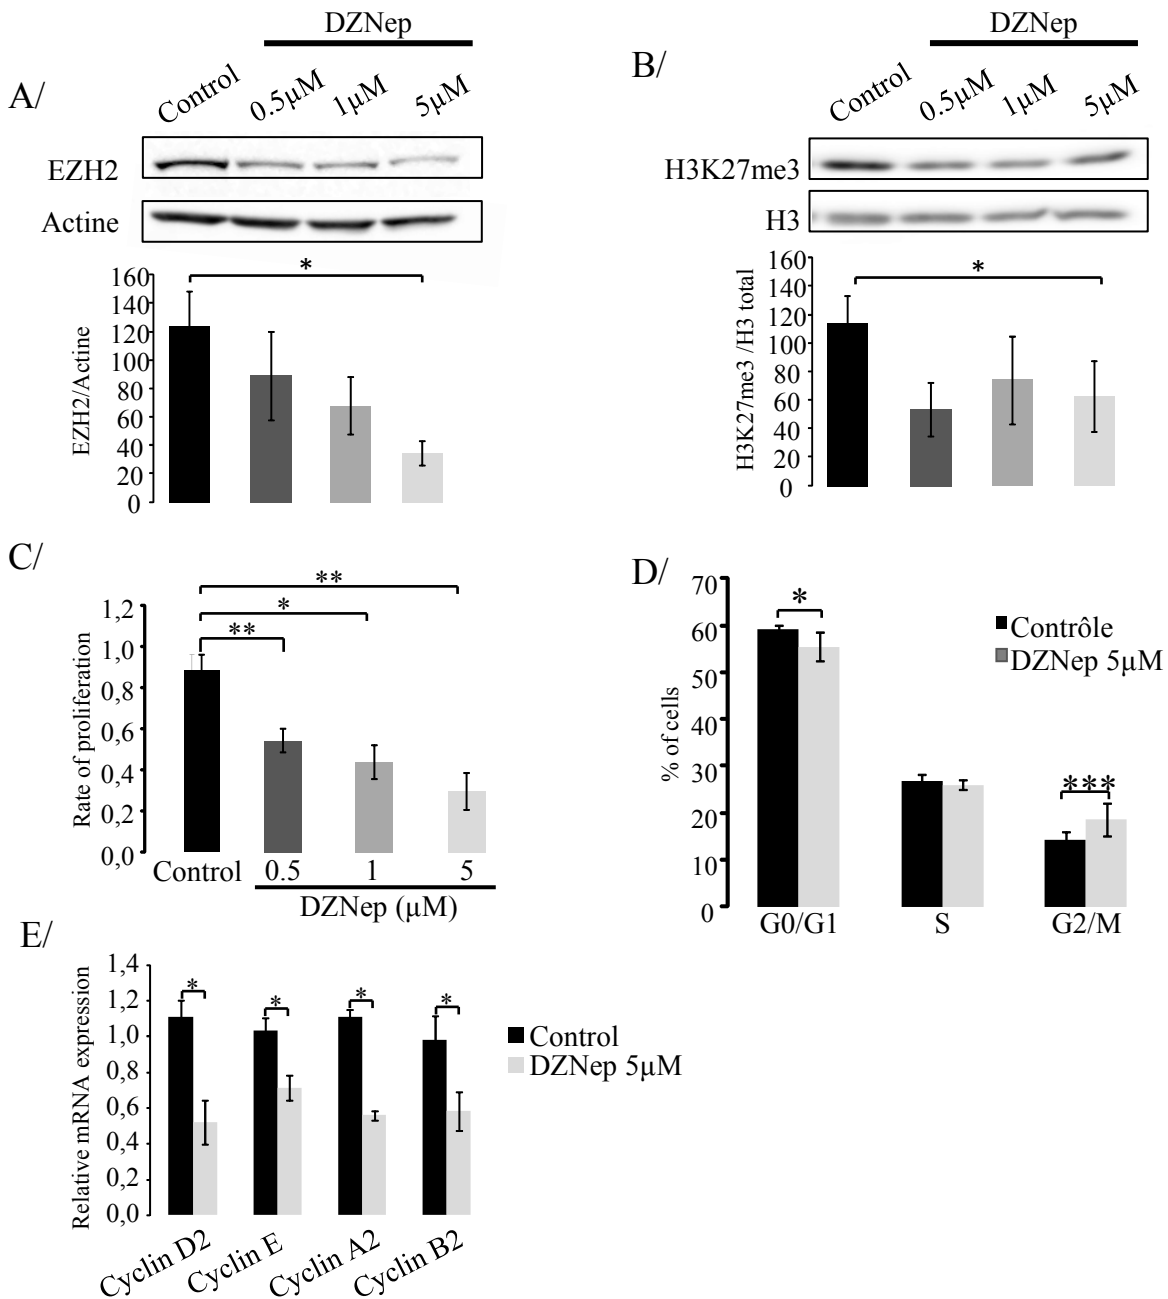 A/
DZNep
Control 0.5µM 1µM 5µM
EZH2
Actine
*
160
140
120
100
80
60
40
20
0
EZH2/Actine
B/
DZNep
Control 0.5µM 1µM 5µM
H3K27me3
H3
*
160
140
120
100
80
60
40
20
0
H3K27me3 /H3 total
C/
**
*
**
1,2
1,0
0,8
0,6
0,4
0,2
0,0
Rate of proliferation
Control 0.5 1 5
DZNep (µM)
D/
70
60
50
40
30
20
10
0
% of cells
*
***
Contrôle
DZNep 5µM
G0/G1 S G2/M
E/
1,4
1,2
1,0
0,8
0,6
0,4
0,2
0,0
Relative mRNA expression
* * * *
Control
DZNep 5µM
Cyclin D2 Cyclin E Cyclin A2 Cyclin B2